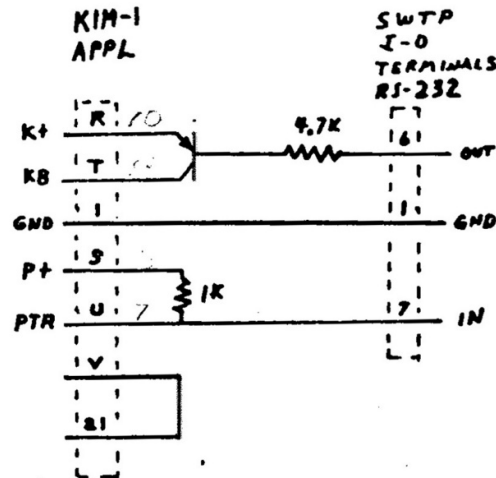 KIM-1
APPL
SWTP
I-O
TERMINALS
RS-232
K+ R 4.7K 6 OUT
KB T
GND 1 1 GND
P+ S
1K
PTR U 7 7 IN
V
21